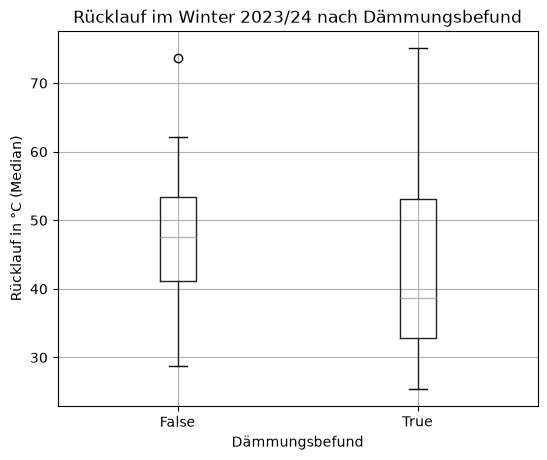 Rücklauf im Winter 2023/24 nach Dämmungsbefund
Rücklauf in °C (Median)
70
60
50
40
30
False
True
Dämmungsbefund